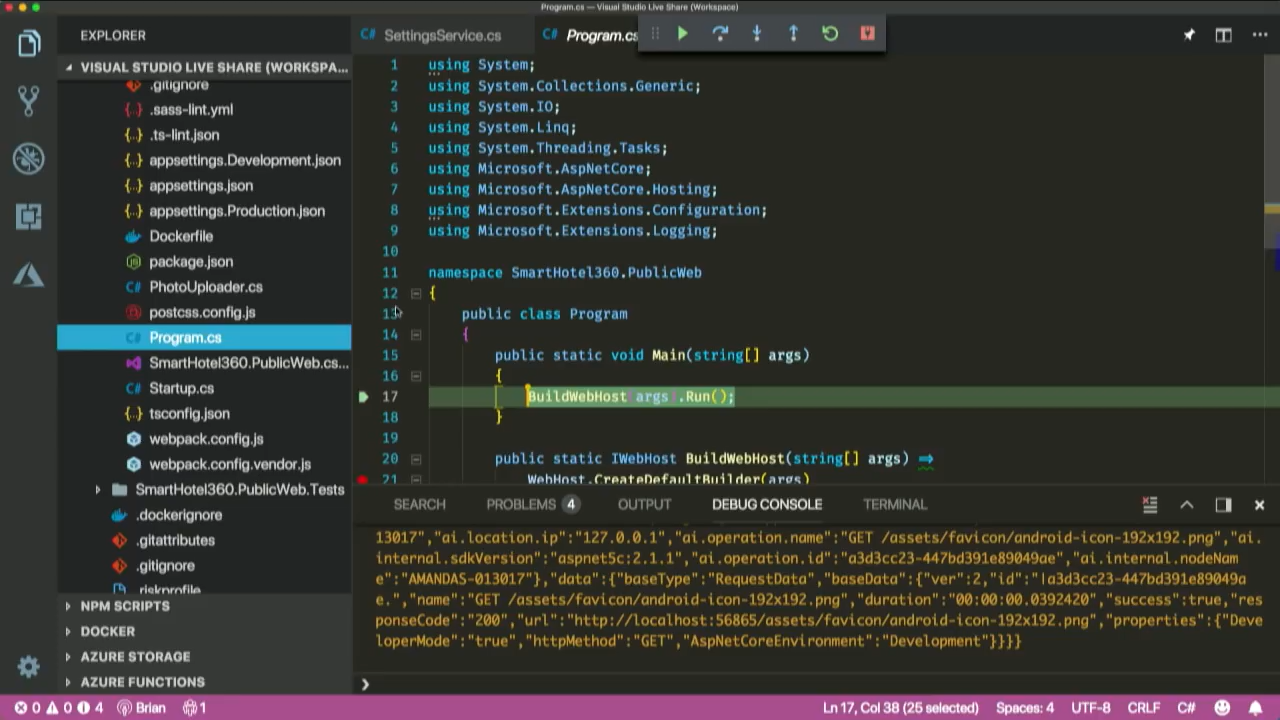 Program.cs — Visual Studio Live Share (Workspace)
EXPLORER
VISUAL STUDIO LIVE SHARE (WORKSPA...
.gitignore
.sass-lint.yml
.ts-lint.json
appsettings.Development.json
appsettings.json
appsettings.Production.json
Dockerfile
package.json
PhotoUploader.cs
postcss.config.js
Program.cs
SmartHotel360.PublicWeb.cs...
Startup.cs
tsconfig.json
webpack.config.js
webpack.config.vendor.js
SmartHotel360.PublicWeb.Tests
.dockerignore
.gitattributes
.gitignore
.riskprofile
NPM SCRIPTS
DOCKER
AZURE STORAGE
AZURE FUNCTIONS
C# SettingsService.cs
C# Program.cs
1 using System;
2 using System.Collections.Generic;
3 using System.IO;
4 using System.Linq;
5 using System.Threading.Tasks;
6 using Microsoft.AspNetCore;
7 using Microsoft.AspNetCore.Hosting;
8 using Microsoft.Extensions.Configuration;
9 using Microsoft.Extensions.Logging;
10
11 namespace SmartHotel360.PublicWeb
12 {
13 public class Program
14 {
15 public static void Main(string[] args)
16 {
17 BuildWebHost(args).Run();
18 }
19
20 public static IWebHost BuildWebHost(string[] args) ⇒
21 WebHost.CreateDefaultBuilder(args)
SEARCH PROBLEMS 4 OUTPUT DEBUG CONSOLE TERMINAL
13017","ai.location.ip":"127.0.0.1","ai.operation.name":"GET /assets/favicon/android-icon-192x192.png","ai.
internal.sdkVersion":"aspnet5c:2.1.1","ai.operation.id":"a3d3cc23-447bd391e89049ae","ai.internal.nodeNam
e":"AMANDAS-013017"},"data":{"baseType":"RequestData","baseData":{"ver":2,"id":"|a3d3cc23-447bd391e89049a
e.","name":"GET /assets/favicon/android-icon-192x192.png","duration":"00:00:00.0392420","success":true,"res
ponseCode":"200","url":"http://localhost:56865/assets/favicon/android-icon-192x192.png","properties":{"Deve
loperMode":"true","httpMethod":"GET","AspNetCoreEnvironment":"Development"}}}}
0 0 4 Brian 1 Ln 17, Col 38 (25 selected) Spaces: 4 UTF-8 CRLF C#